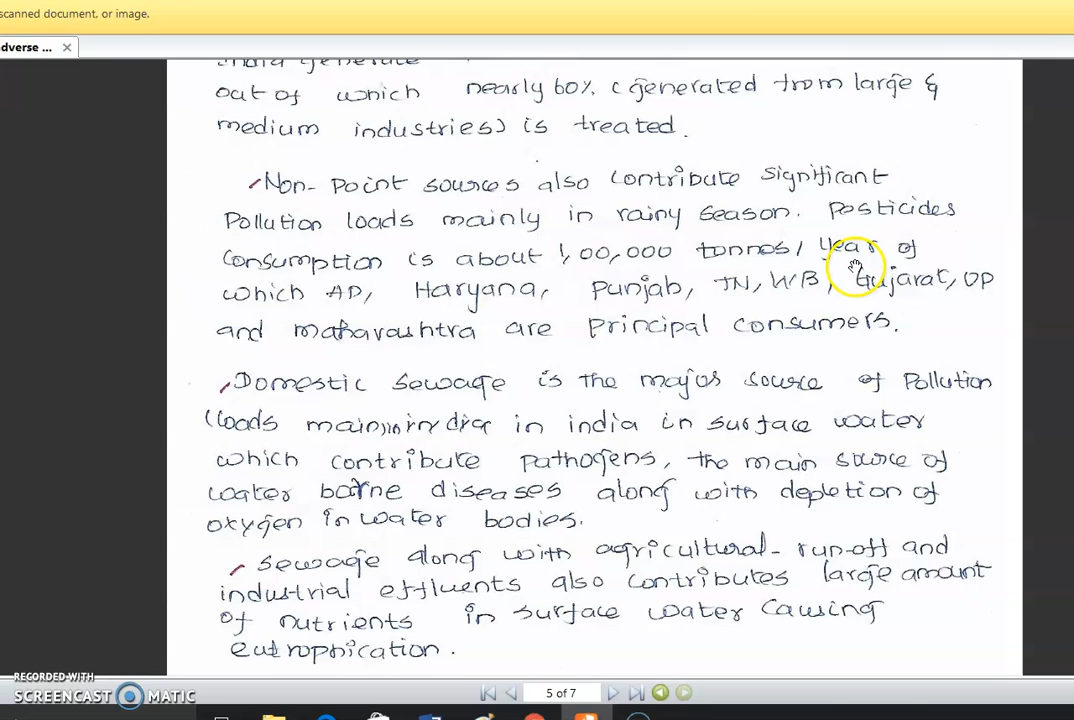 scanned document, or image.
dverse ...
India generate
out of which nearly 60% (generated from large &
medium industries) is treated.
Non-Point sources also contribute significant
Pollution loads mainly in rainy season. Pesticides
Consumption is about 1,00,000 tonnes/year of
which AP, Haryana, Punjab, TN, WB, Gujarat, UP
and maharashtra are principal consumers.
Domestic sewage is the major source of Pollution
(loads mainly in in india in surface water
which contribute pathogens, the main source of
water borne diseases along with depletion of
oxygen in water bodies.
sewage along with agricultural-run-off and
industrial effluents also contributes large amount
of nutrients in surface water causing
eutrophication.
RECORDED WITH
SCREENCAST MATIC
5 of 7